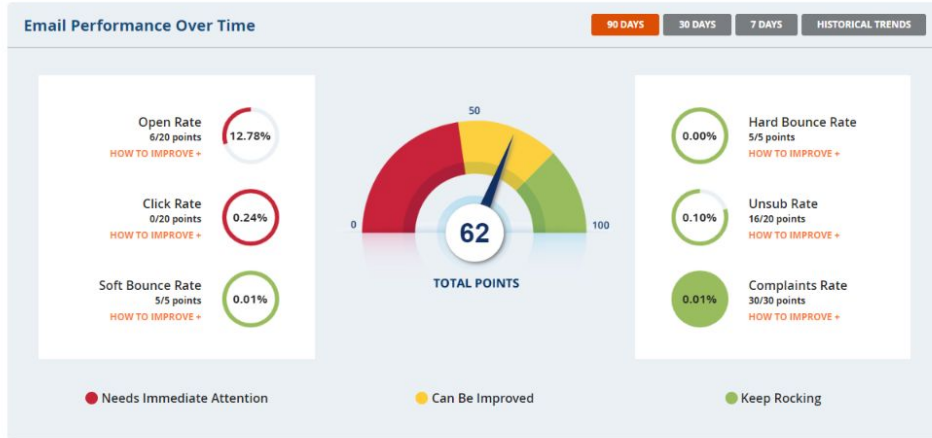 Email Performance Over Time
90 DAYS
30 DAYS
7 DAYS
HISTORICAL TRENDS
Open Rate
6/20 points
HOW TO IMPROVE +
12.78%
Click Rate
0/20 points
HOW TO IMPROVE +
0.24%
Soft Bounce Rate
5/5 points
HOW TO IMPROVE +
0.01%
50
0
100
62
TOTAL POINTS
0.00%
Hard Bounce Rate
5/5 points
HOW TO IMPROVE +
0.10%
Unsub Rate
16/20 points
HOW TO IMPROVE +
0.01%
Complaints Rate
30/30 points
HOW TO IMPROVE +
Needs Immediate Attention
Can Be Improved
Keep Rocking